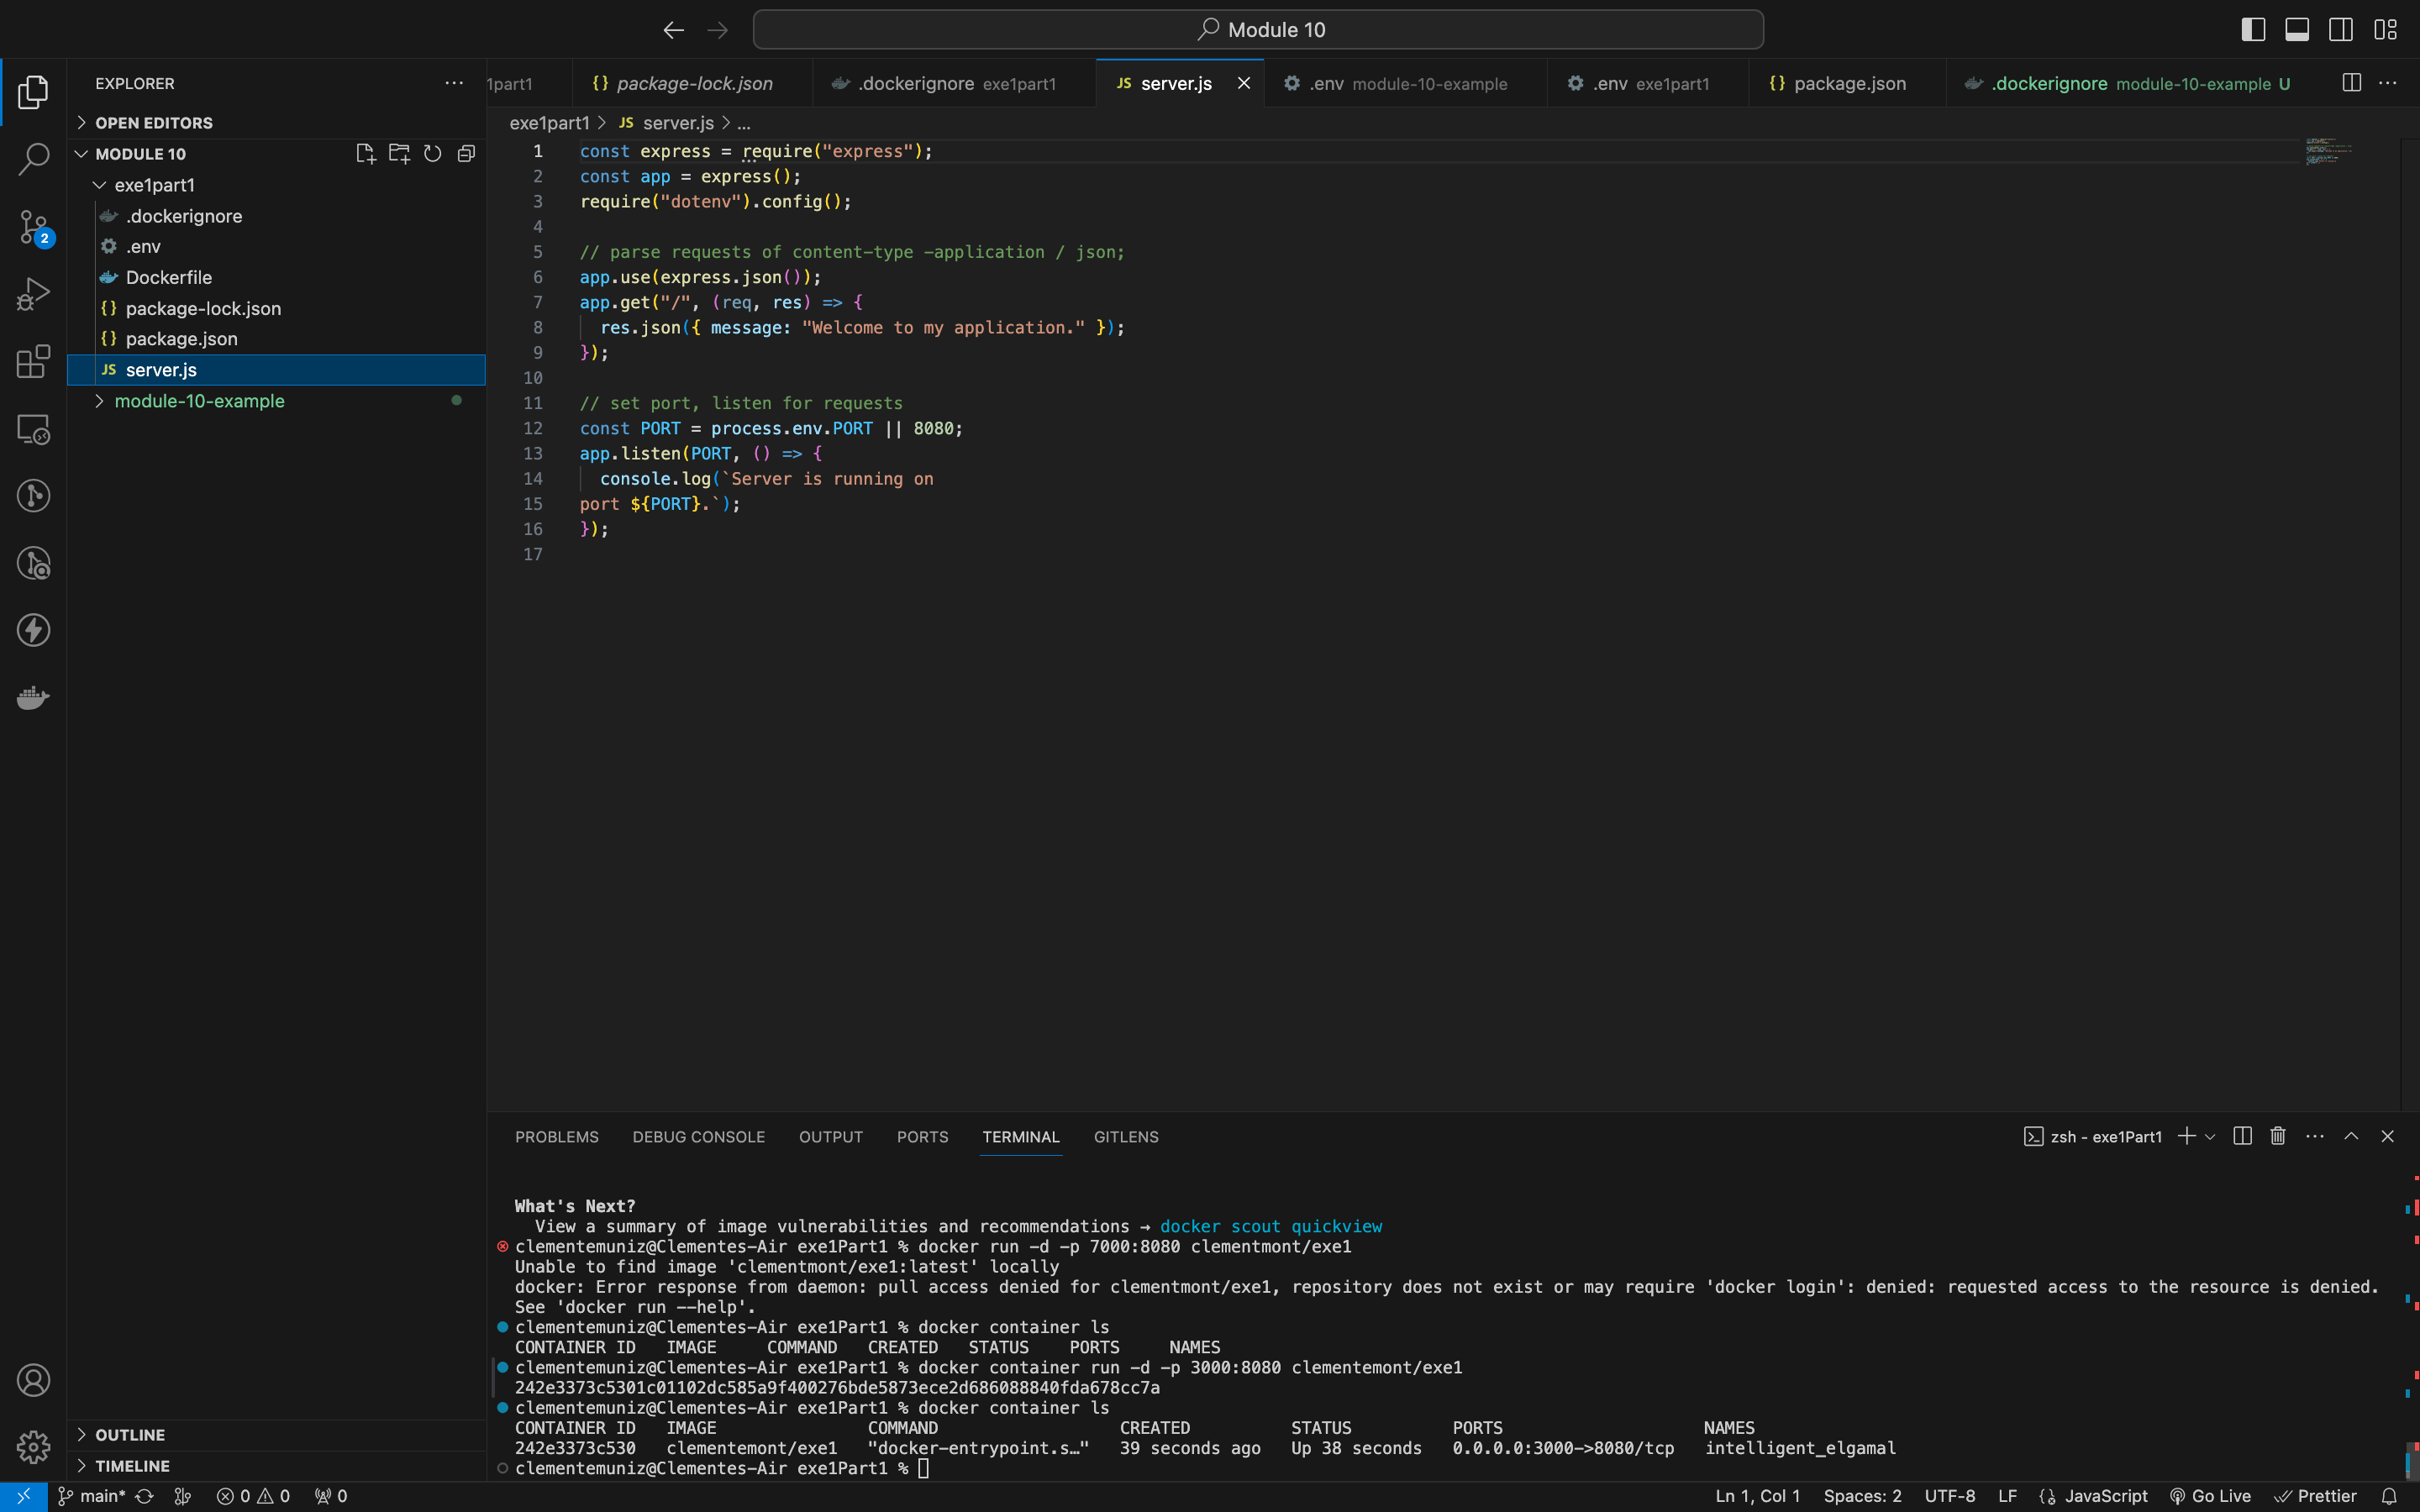 Module 10
EXPLORER
1part1
package-lock.json
.dockerignore exe1part1
JS server.js
.env module-10-example
.env exe1part1
{} package.json
.dockerignore module-10-example U
OPEN EDITORS
MODULE 10
exe1part1
.dockerignore
.env
Dockerfile
{} package-lock.json
{} package.json
JS server.js
module-10-example
2
exe1part1 > JS server.js > ...
1 const express = require("express");
2 const app = express();
3 require("dotenv").config();
4
5 // parse requests of content-type -application / json;
6 app.use(express.json());
7 app.get("/", (req, res) => {
8 res.json({ message: "Welcome to my application." });
9 });
10
11 // set port, listen for requests
12 const PORT = process.env.PORT || 8080;
13 app.listen(PORT, () => {
14 console.log(`Server is running on
15 port ${PORT}.`);
16 });
17
PROBLEMS DEBUG CONSOLE OUTPUT PORTS TERMINAL GITLENS
zsh - exe1Part1
What's Next?
View a summary of image vulnerabilities and recommendations → docker scout quickview
clementemuniz@Clementes-Air exe1Part1 % docker run -d -p 7000:8080 clementmont/exe1
Unable to find image 'clementmont/exe1:latest' locally
docker: Error response from daemon: pull access denied for clementmont/exe1, repository does not exist or may require 'docker login': denied: requested access to the resource is denied.
See 'docker run --help'.
clementemuniz@Clementes-Air exe1Part1 % docker container ls
CONTAINER ID IMAGE COMMAND CREATED STATUS PORTS NAMES
clementemuniz@Clementes-Air exe1Part1 % docker container run -d -p 3000:8080 clementemont/exe1
242e3373c5301c01102dc585a9f400276bde5873ece2d686088840fda678cc7a
clementemuniz@Clementes-Air exe1Part1 % docker container ls
CONTAINER ID IMAGE COMMAND CREATED STATUS PORTS NAMES
242e3373c530 clementemont/exe1 "docker-entrypoint.s…" 39 seconds ago Up 38 seconds 0.0.0.0:3000->8080/tcp intelligent_elgamal
clementemuniz@Clementes-Air exe1Part1 %
OUTLINE
TIMELINE
main* 0 0 0
Ln 1, Col 1 Spaces: 2 UTF-8 LF {} JavaScript Go Live Prettier